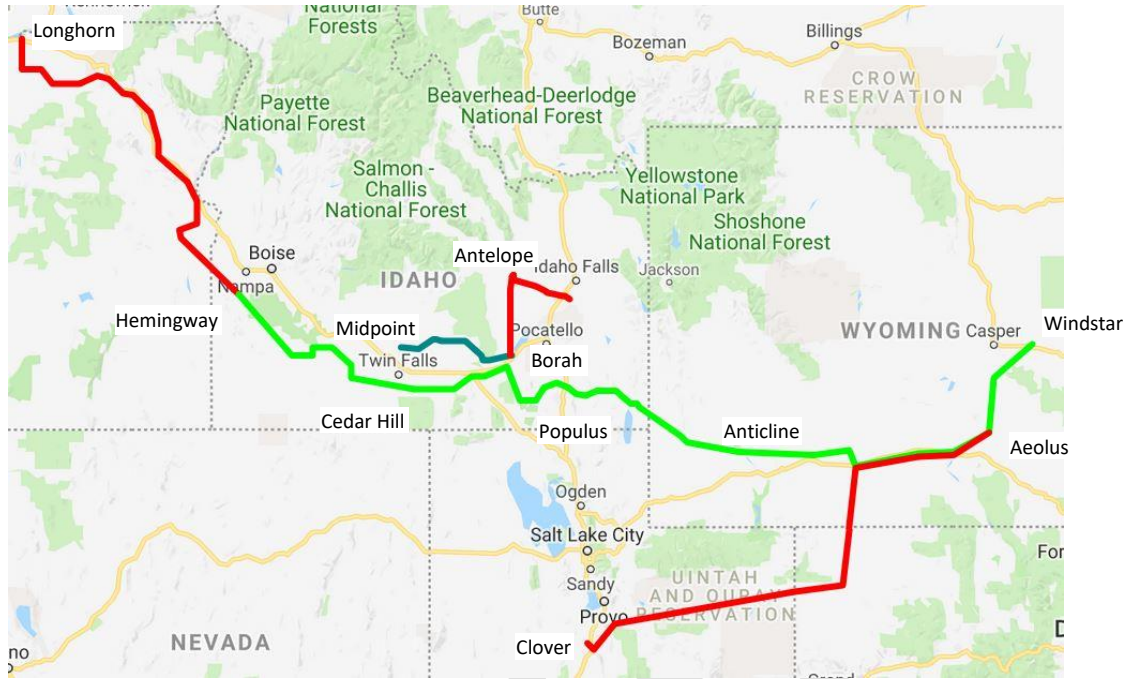 National
Forests
Butte
Longhorn
Bozeman
Billings
CROW
RESERVATION
Payette
National Forest
Beaverhead-Deerlodge
National Forest
Salmon -
Challis
National Forest
Yellowstone
National Park
Shoshone
National Forest
Boise
Antelope
Idaho Falls
Jackson
IDAHO
Nampa
Hemingway
Midpoint
Pocatello
WYOMING
Casper
Windstar
Twin Falls
Borah
Cedar Hill
Populus
Anticline
Aeolus
Ogden
Salt Lake City
Sandy
UINTAH
AND OURAY
RESERVATION
Provo
For
NEVADA
Clover
no